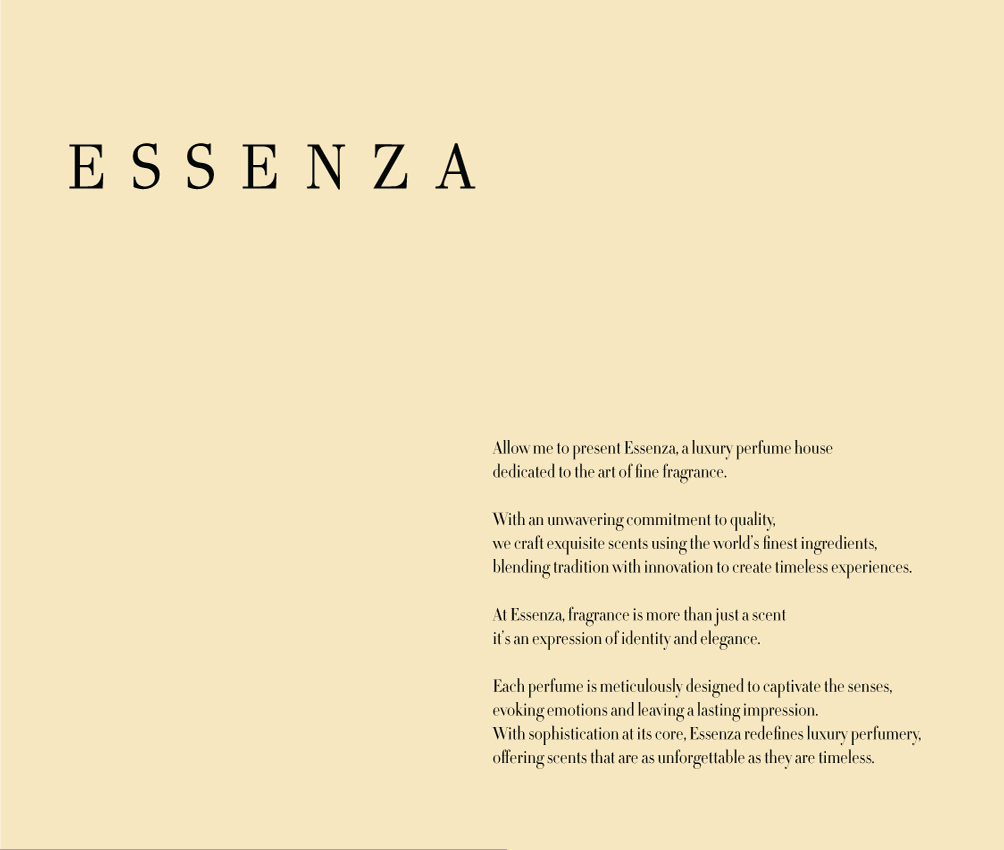 ESSENZA
Allow me to present Essenza, a luxury perfume house
dedicated to the art of fine fragrance.
With an unwavering commitment to quality,
we craft exquisite scents using the world's finest ingredients,
blending tradition with innovation to create timeless experiences.
At Essenza, fragrance is more than just a scent
it's an expression of identity and elegance.
Each perfume is meticulously designed to captivate the senses,
evoking emotions and leaving a lasting impression.
With sophistication at its core, Essenza redefines luxury perfumery,
offering scents that are as unforgettable as they are timeless.